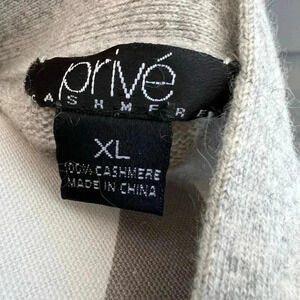 privé
CASHMERE
XL
100% CASHMERE
MADE IN CHINA